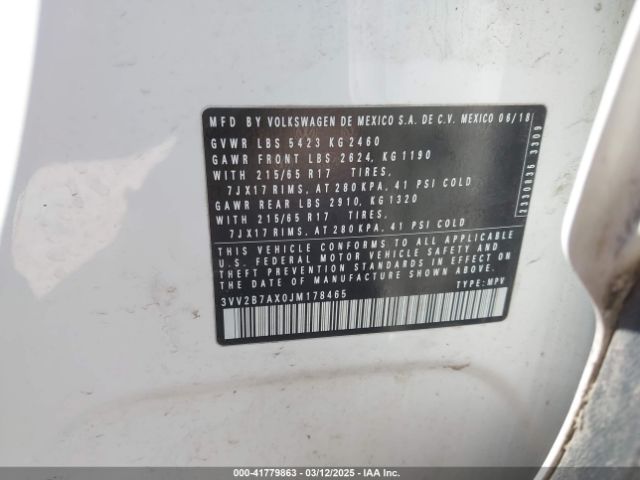 MFD BY VOLKSWAGEN DE MEXICO S.A. DE C.V. MEXICO 06/18
GVWR LBS 5423 KG 2460
GAWR FRONT LBS 2624, KG 1190
WITH 215/65 R17 TIRES.
7JX17 RIMS, AT 280 KPA, 41 PSI COLD
GAWR REAR LBS 2910, KG 1320
WITH 215/65 R17 TIRES.
7JX17 RIMS, AT 280 KPA, 41 PSI COLD
THIS VEHICLE CONFORMS TO ALL APPLICABLE
U.S. FEDERAL MOTOR VEHICLE SAFETY AND
THEFT PREVENTION STANDARDS IN EFFECT ON
THE DATE OF MANUFACTURE SHOWN ABOVE.
3VV2B7AX0JM178465
TYPE: MPV
2330835 3309
000-41779863 - 03/12/2025 - IAA Inc.